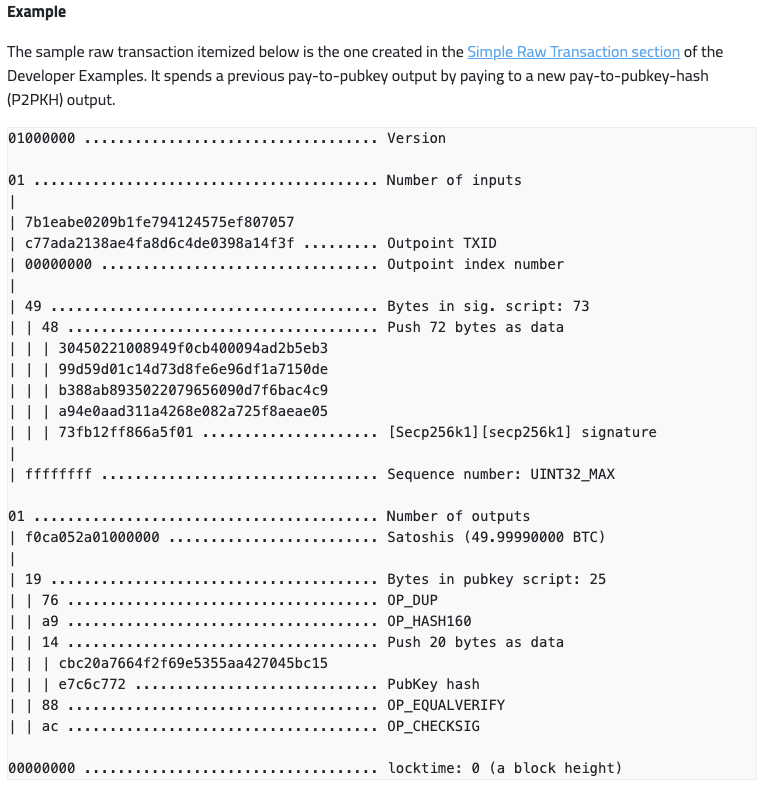 Example
The sample raw transaction itemized below is the one created in the Simple Raw Transaction section of the
Developer Examples. It spends a previous pay-to-pubkey output by paying to a new pay-to-pubkey-hash
(P2PKH) output.
01000000 ................................... Version
01 ......................................... Number of inputs
|
| 7b1eabe0209b1fe794124575ef807057
| c77ada2138ae4fa8d6c4de0398a14f3f ......... Outpoint TXID
| 00000000 ................................. Outpoint index number
|
| 49 ....................................... Bytes in sig. script: 73
| | 48 ..................................... Push 72 bytes as data
| | | 30450221008949f0cb400094ad2b5eb3
| | | 99d59d01c14d73d8fe6e96df1a7150de
| | | b388ab8935022079656090d7f6bac4c9
| | | a94e0aad311a4268e082a725f8aeae05
| | | 73fb12ff866a5f01 ..................... [Secp256k1][secp256k1] signature
|
| ffffffff ................................. Sequence number: UINT32_MAX
01 ......................................... Number of outputs
| f0ca052a01000000 ......................... Satoshis (49.99990000 BTC)
|
| 19 ....................................... Bytes in pubkey script: 25
| | 76 ..................................... OP_DUP
| | a9 ..................................... OP_HASH160
| | 14 ..................................... Push 20 bytes as data
| | | cbc20a7664f2f69e5355aa427045bc15
| | | e7c6c772 ............................. PubKey hash
| | 88 ..................................... OP_EQUALVERIFY
| | ac ..................................... OP_CHECKSIG
00000000 ................................... locktime: 0 (a block height)